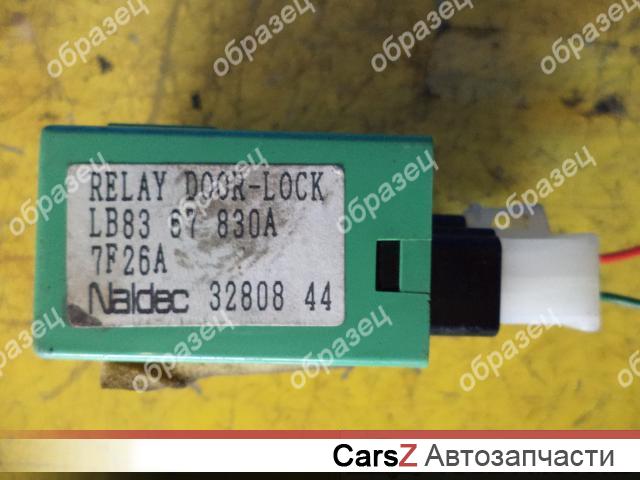 RELAY DOOR-LOCK
LB83 67 830A
7F26A
Naldec 32808 44
образец
образец
образец
образец
образец
образец
образец
образец
образец
образец
образец
образец
CarsZ Автозапчасти